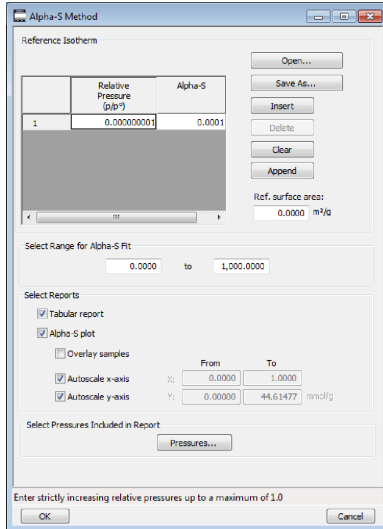 Alpha-S Method
Reference Isotherm
Open...
Save As...
Insert
Delete
Clear
Append
Relative
Pressure
(p/p°)
Alpha-S
1 0.000000001 0.0001
Ref. surface area:
0.0000 m²/g
Select Range for Alpha-S Fit
0.0000 to 1,000.0000
Select Reports
Tabular report
Alpha-S plot
Overlay samples
From To
Autoscale x-axis X: 0.0000 1.0000
Autoscale y-axis Y: 0.00000 44.61477 mmol/g
Select Pressures Included in Report
Pressures...
Enter strictly increasing relative pressures up to a maximum of 1.0
OK Cancel